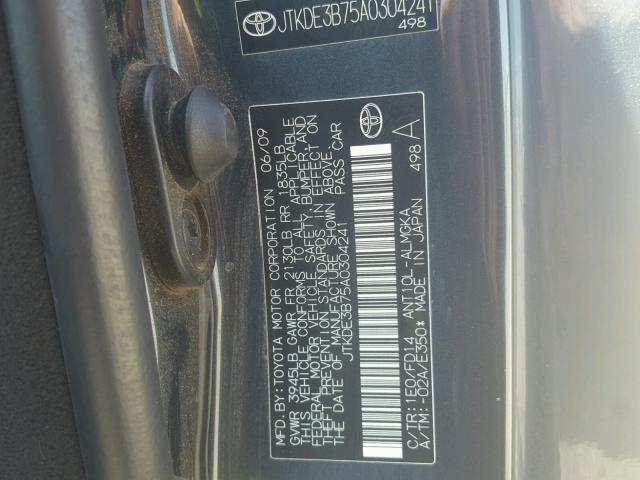 JTKDE3B75A0304241
498
MFD. BY: TOYOTA MOTOR CORPORATION 06/09
GVWR 3945LB GAWR FR 2130LB RR 1835LB
THIS VEHICLE CONFORMS TO ALL APPLICABLE
FEDERAL MOTOR VEHICLE SAFETY, BUMPER, AND
THEFT PREVENTION STANDARDS IN EFFECT ON
THE DATE OF MANUFACTURE SHOWN ABOVE.
JTKDE3B75A0304241 PASS CAR
A
498
C/TR:1E0/FD14 ANT10L-ALMGKA
A/TM:-02A/E350* MADE IN JAPAN